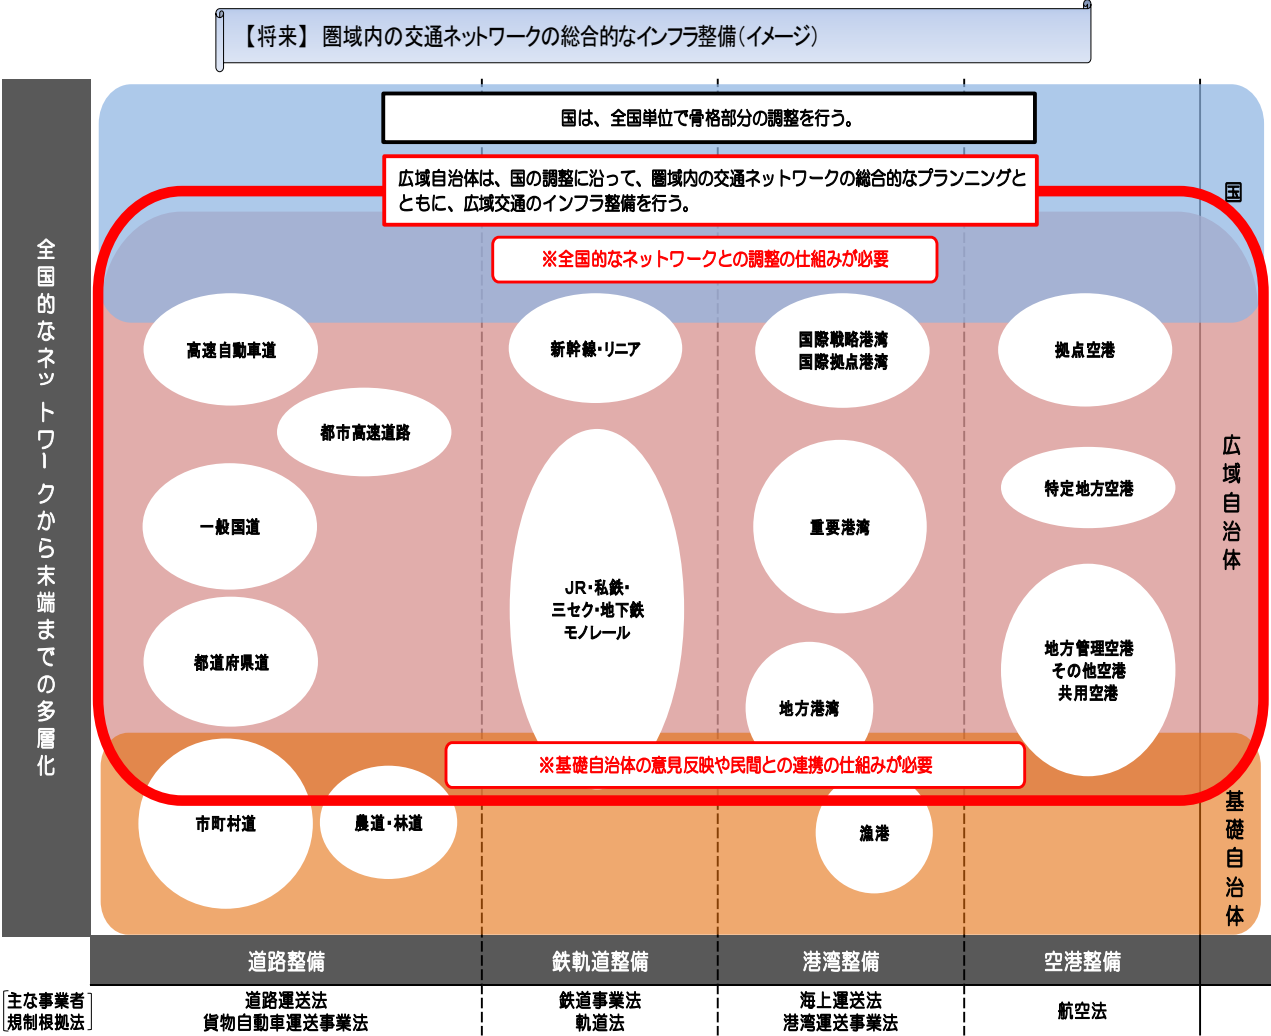 【将来】 圏域内の交通ネットワークの総合的なインフラ整備(イメージ)
国は、全国単位で骨格部分の調整を行う。
広域自治体は、国の調整に沿って、圏域内の交通ネットワークの総合的なプランニングと
ともに、広域交通のインフラ整備を行う。
※全国的なネットワークとの調整の仕組みが必要
全国的なネットワークから末端までの多層化
国
広域自治体
基礎自治体
高速自動車道
都市高速道路
一般国道
都道府県道
市町村道
農道・林道
新幹線・リニア
JR・私鉄・
三セク・地下鉄
モノレール
国際戦略港湾
国際拠点港湾
重要港湾
地方港湾
漁港
拠点空港
特定地方空港
地方管理空港
その他空港
共用空港
※基礎自治体の意見反映や民間との連携の仕組みが必要
道路整備
鉄軌道整備
港湾整備
空港整備
主な事業者
規制根拠法
道路運送法
貨物自動車運送事業法
鉄道事業法
軌道法
海上運送法
港湾運送事業法
航空法